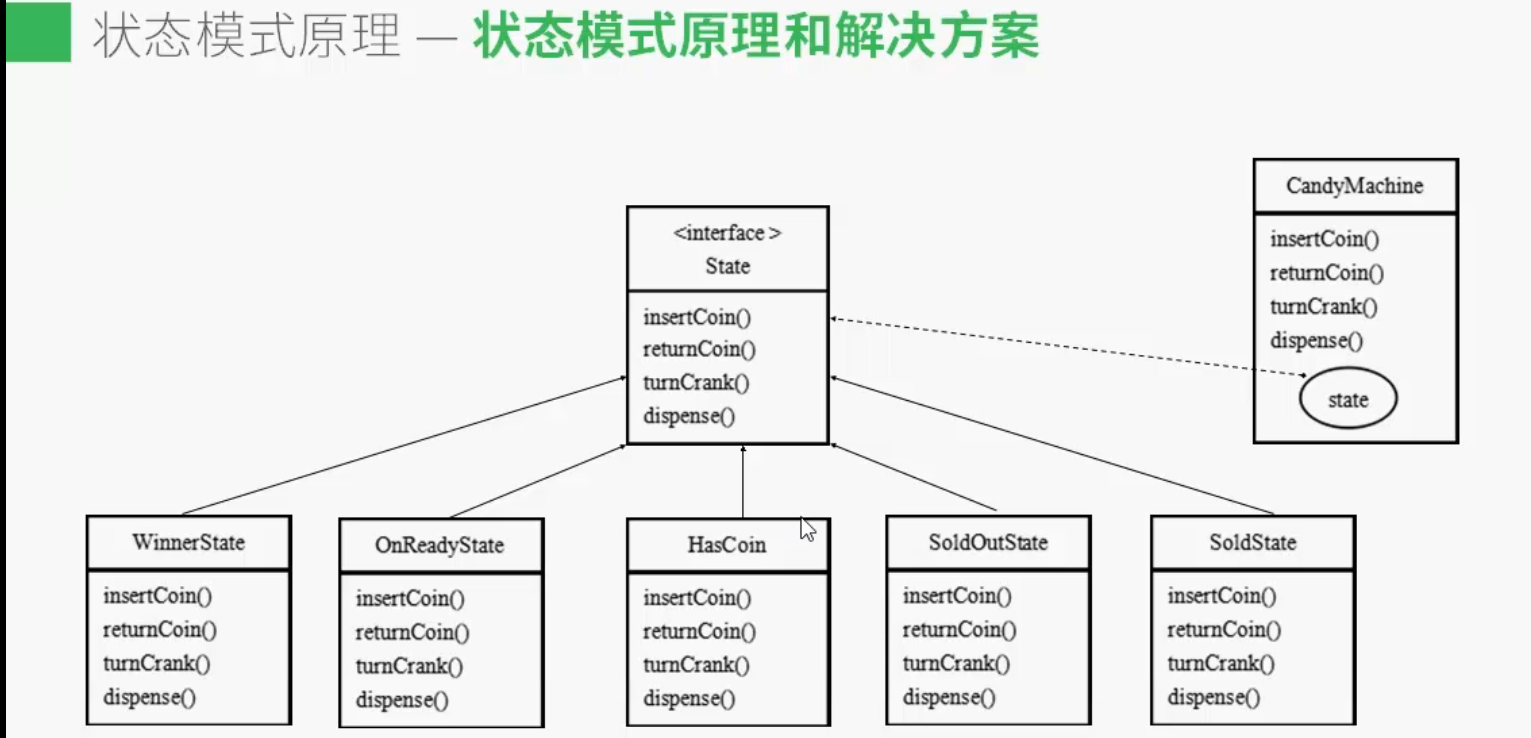 状态模式原理 — 状态模式原理和解决方案
CandyMachine
insertCoin()
returnCoin()
turnCrank()
dispense()
state
<interface >
State
insertCoin()
returnCoin()
turnCrank()
dispense()
WinnerState
insertCoin()
returnCoin()
turnCrank()
dispense()
OnReadyState
insertCoin()
returnCoin()
turnCrank()
dispense()
HasCoin
insertCoin()
returnCoin()
turnCrank()
dispense()
SoldOutState
insertCoin()
returnCoin()
turnCrank()
dispense()
SoldState
insertCoin()
returnCoin()
turnCrank()
dispense()